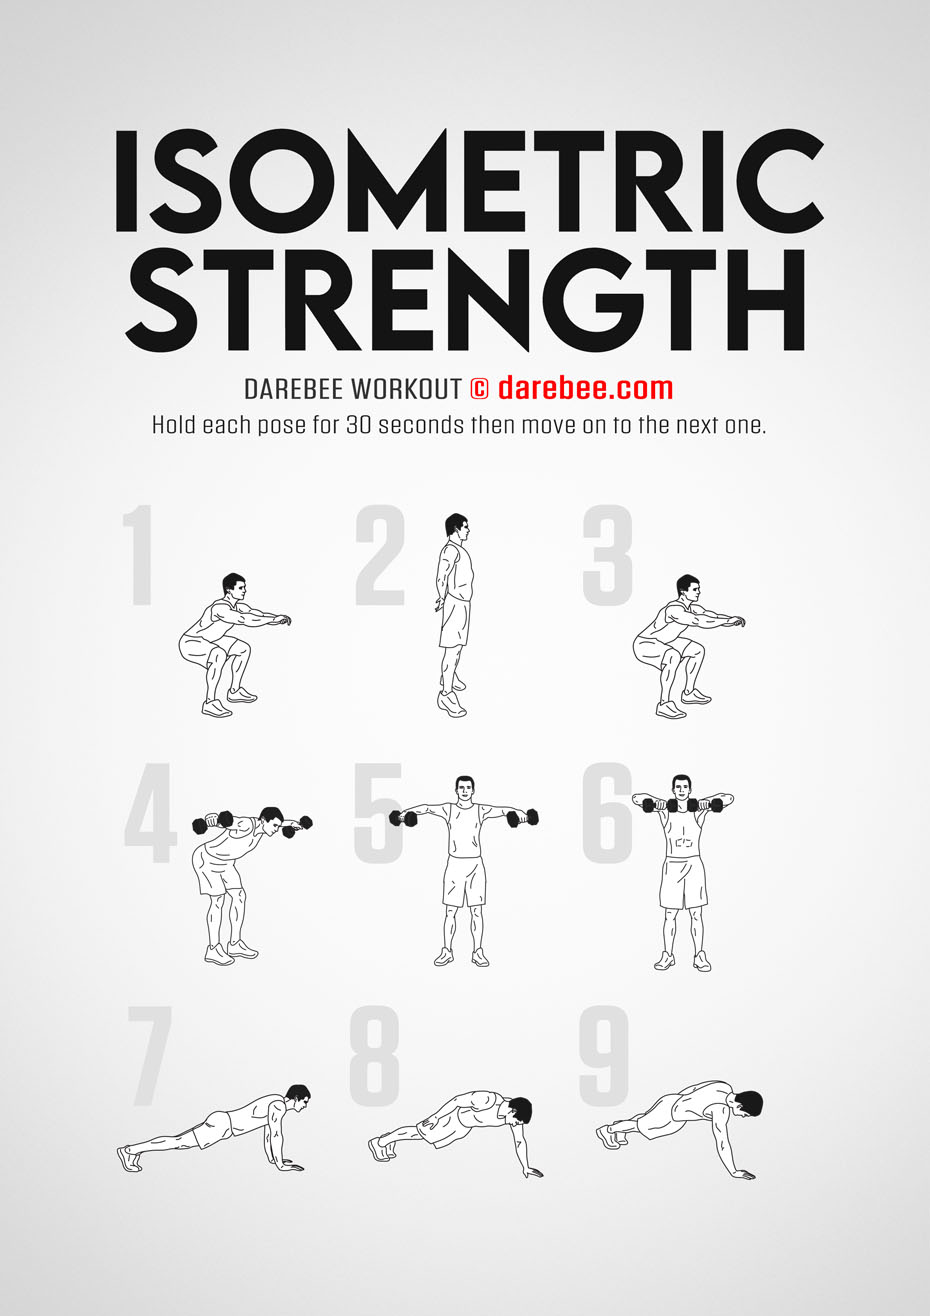 ISOMETRIC
STRENGTH
DAREBEE WORKOUT © darebee.com
Hold each pose for 30 seconds then move on to the next one.
1 2 3
4 5 6
7 8 9